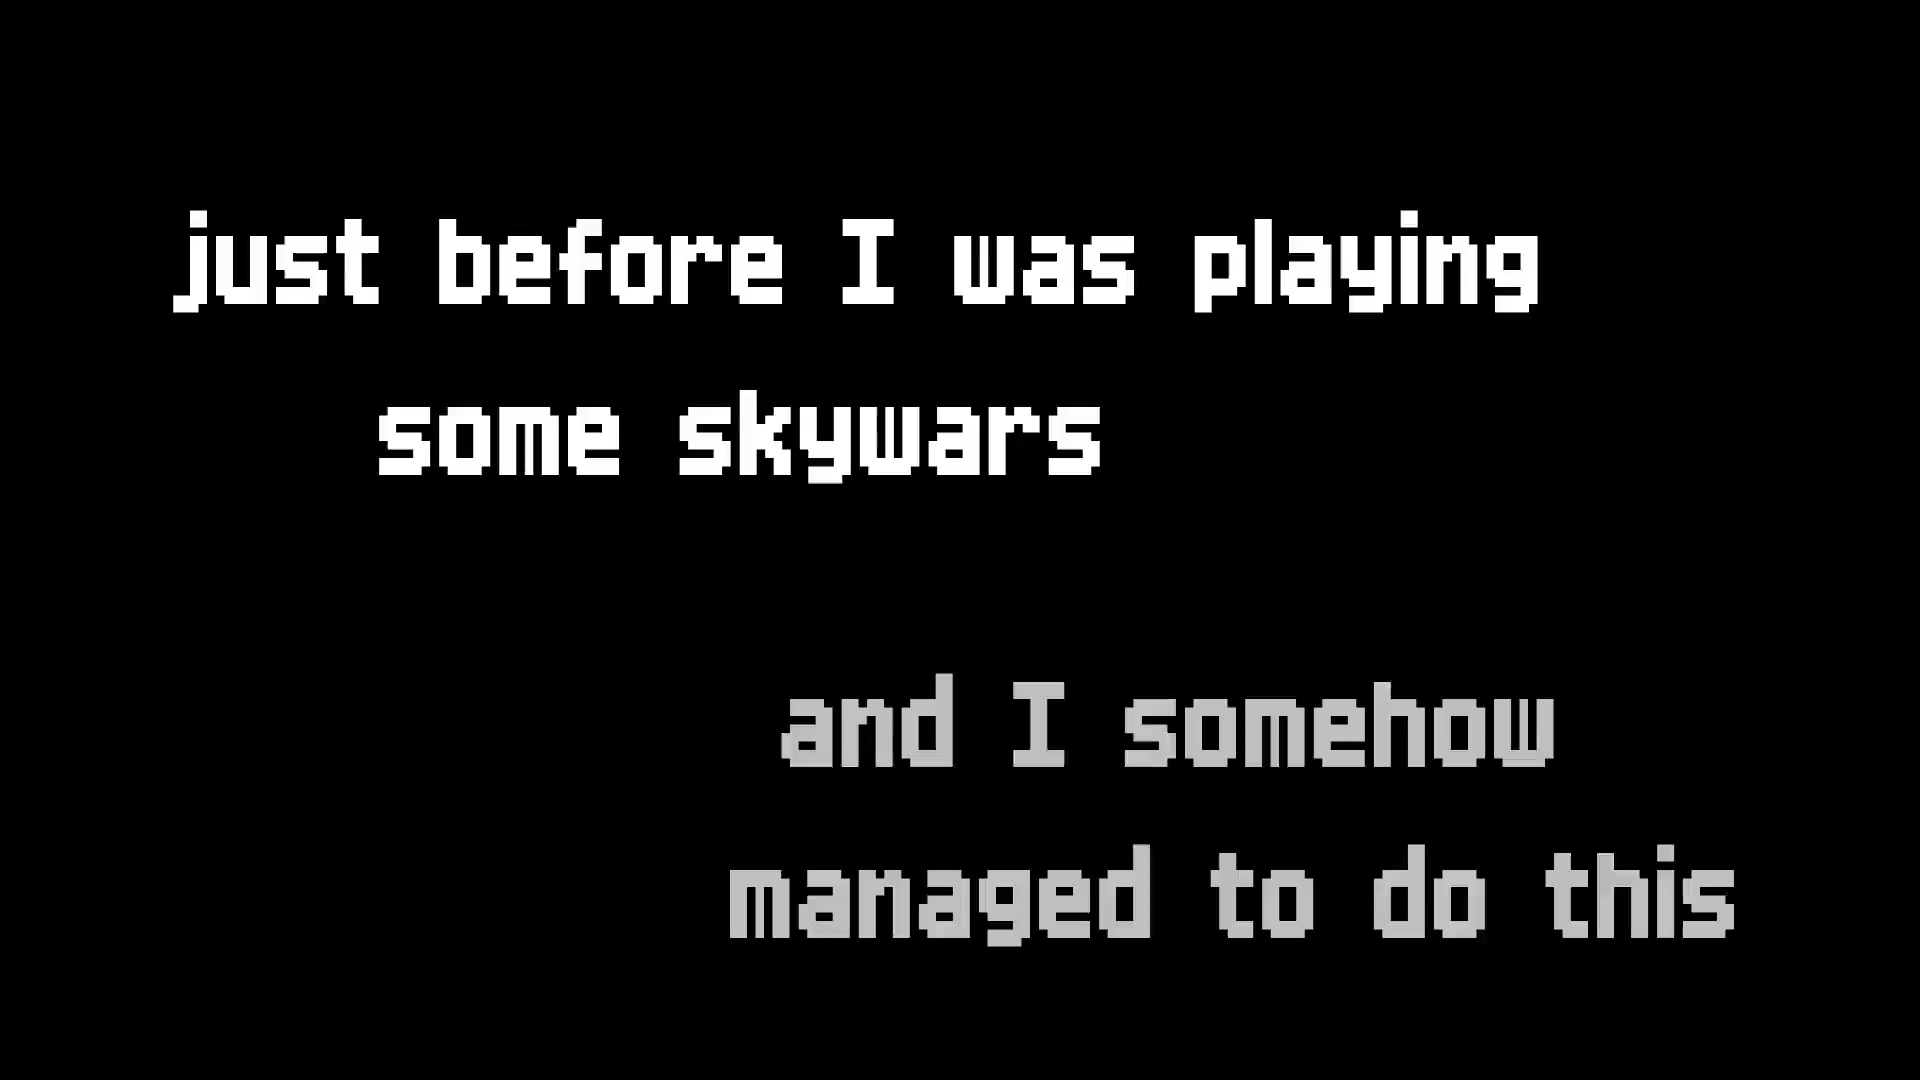 just before I was playing
some skywars
and I somehow
managed to do this